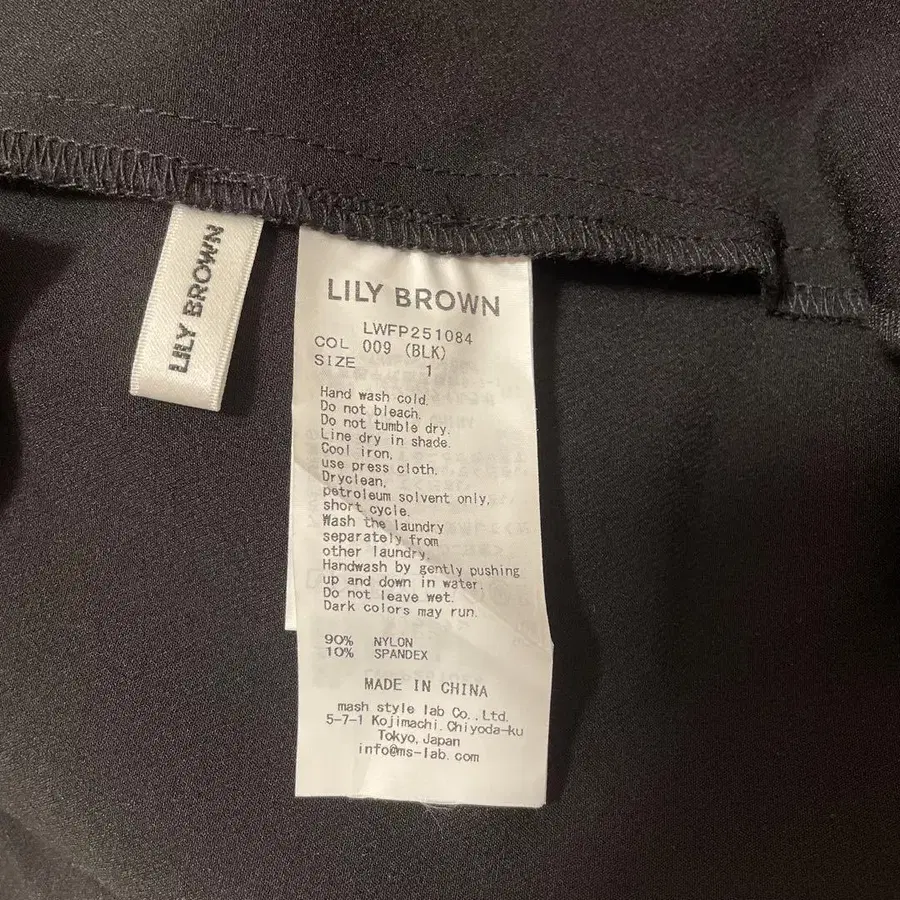 LILY BROWN
LILY BROWN
LWFP251084
COL 009 (BLK)
SIZE 1
Hand wash cold.
Do not bleach.
Do not tumble dry.
Line dry in shade.
Cool iron,
use press cloth.
Dryclean,
petroleum solvent only,
short cycle.
Wash the laundry
separately from
other laundry.
Handwash by gently pushing
up and down in water.
Do not leave wet.
Dark colors may run.
90% NYLON
10% SPANDEX
MADE IN CHINA
mash style lab Co.,Ltd.
5-7-1 Kojimachi,Chiyoda-ku
Tokyo,Japan
info@ms-lab.com